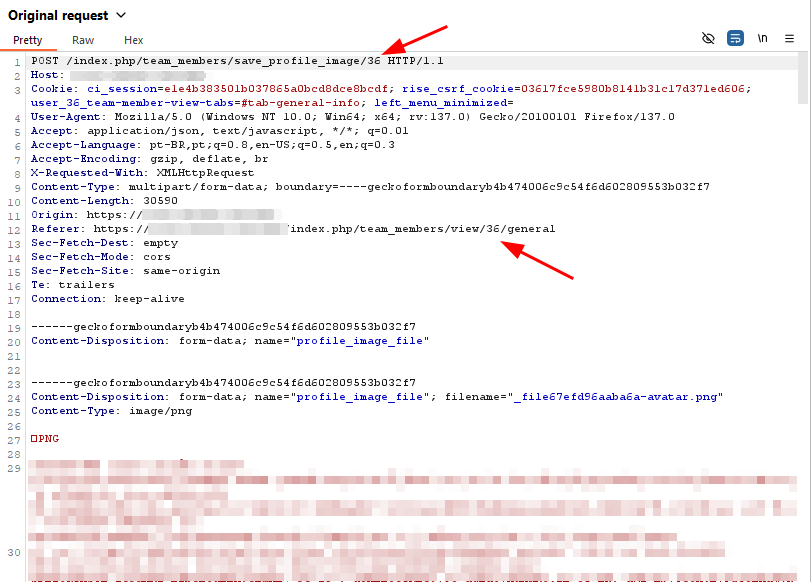 Original request
Pretty Raw Hex
\n
1 POST /index.php/team_members/save_profile_image/36 HTTP/1.1
2 Host:
3 Cookie: ci_session=e1e4b383501b037865a0bcd8dce8bcdf; rise_csrf_cookie=03617fce5980b8141b31c17d371ed606;
user_36_team-member-view-tabs=#tab-general-info; left_menu_minimized=
4 User-Agent: Mozilla/5.0 (Windows NT 10.0; Win64; x64; rv:137.0) Gecko/20100101 Firefox/137.0
5 Accept: application/json, text/javascript, */*; q=0.01
6 Accept-Language: pt-BR,pt;q=0.8,en-US;q=0.5,en;q=0.3
7 Accept-Encoding: gzip, deflate, br
8 X-Requested-With: XMLHttpRequest
9 Content-Type: multipart/form-data; boundary=----geckoformboundaryb4b474006c9c54f6d602809553b032f7
10 Content-Length: 30590
11 Origin: https://
12 Referer: https:// index.php/team_members/view/36/general
13 Sec-Fetch-Dest: empty
14 Sec-Fetch-Mode: cors
15 Sec-Fetch-Site: same-origin
16 Te: trailers
17 Connection: keep-alive
18
19 ------geckoformboundaryb4b474006c9c54f6d602809553b032f7
20 Content-Disposition: form-data; name="profile_image_file"
21
22
23 ------geckoformboundaryb4b474006c9c54f6d602809553b032f7
24 Content-Disposition: form-data; name="profile_image_file"; filename="_file67efd96aaba6a-avatar.png"
25 Content-Type: image/png
26
27 □PNG
28
29
30